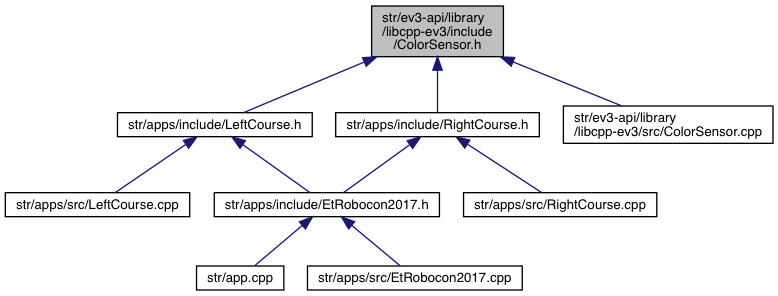 str/ev3-api/library
/libcpp-ev3/include
/ColorSensor.h
str/apps/include/LeftCourse.h
str/apps/include/RightCourse.h
str/ev3-api/library
/libcpp-ev3/src/ColorSensor.cpp
str/apps/src/LeftCourse.cpp
str/apps/include/EtRobocon2017.h
str/apps/src/RightCourse.cpp
str/app.cpp
str/apps/src/EtRobocon2017.cpp